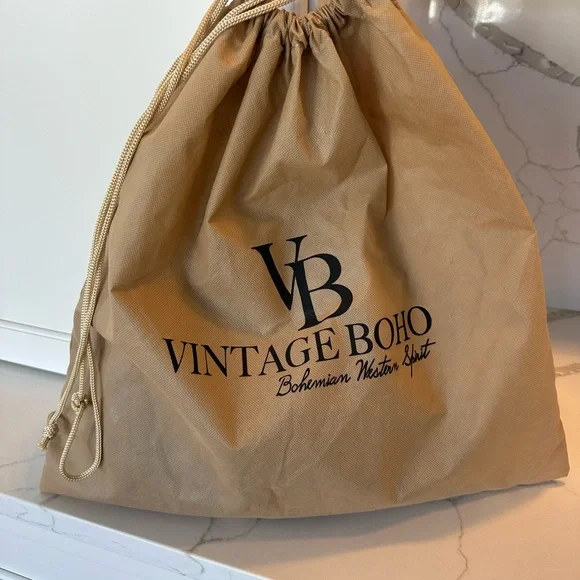 VB
VINTAGE BOHO
Bohemian Western Spirit